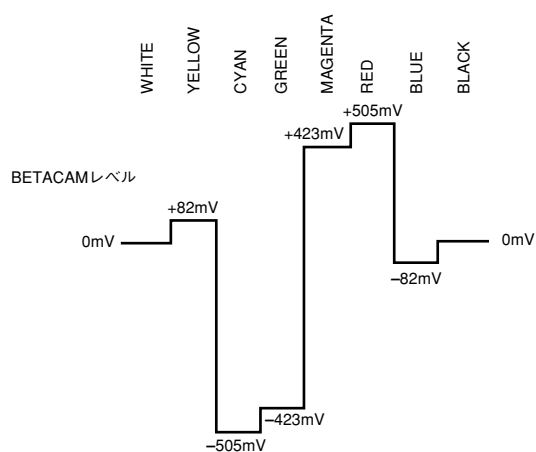 WHITE
YELLOW
CYAN
GREEN
MAGENTA
RED
BLUE
BLACK
+505mV
+423mV
BETACAMレベル
+82mV
0mV
0mV
–82mV
–423mV
–505mV